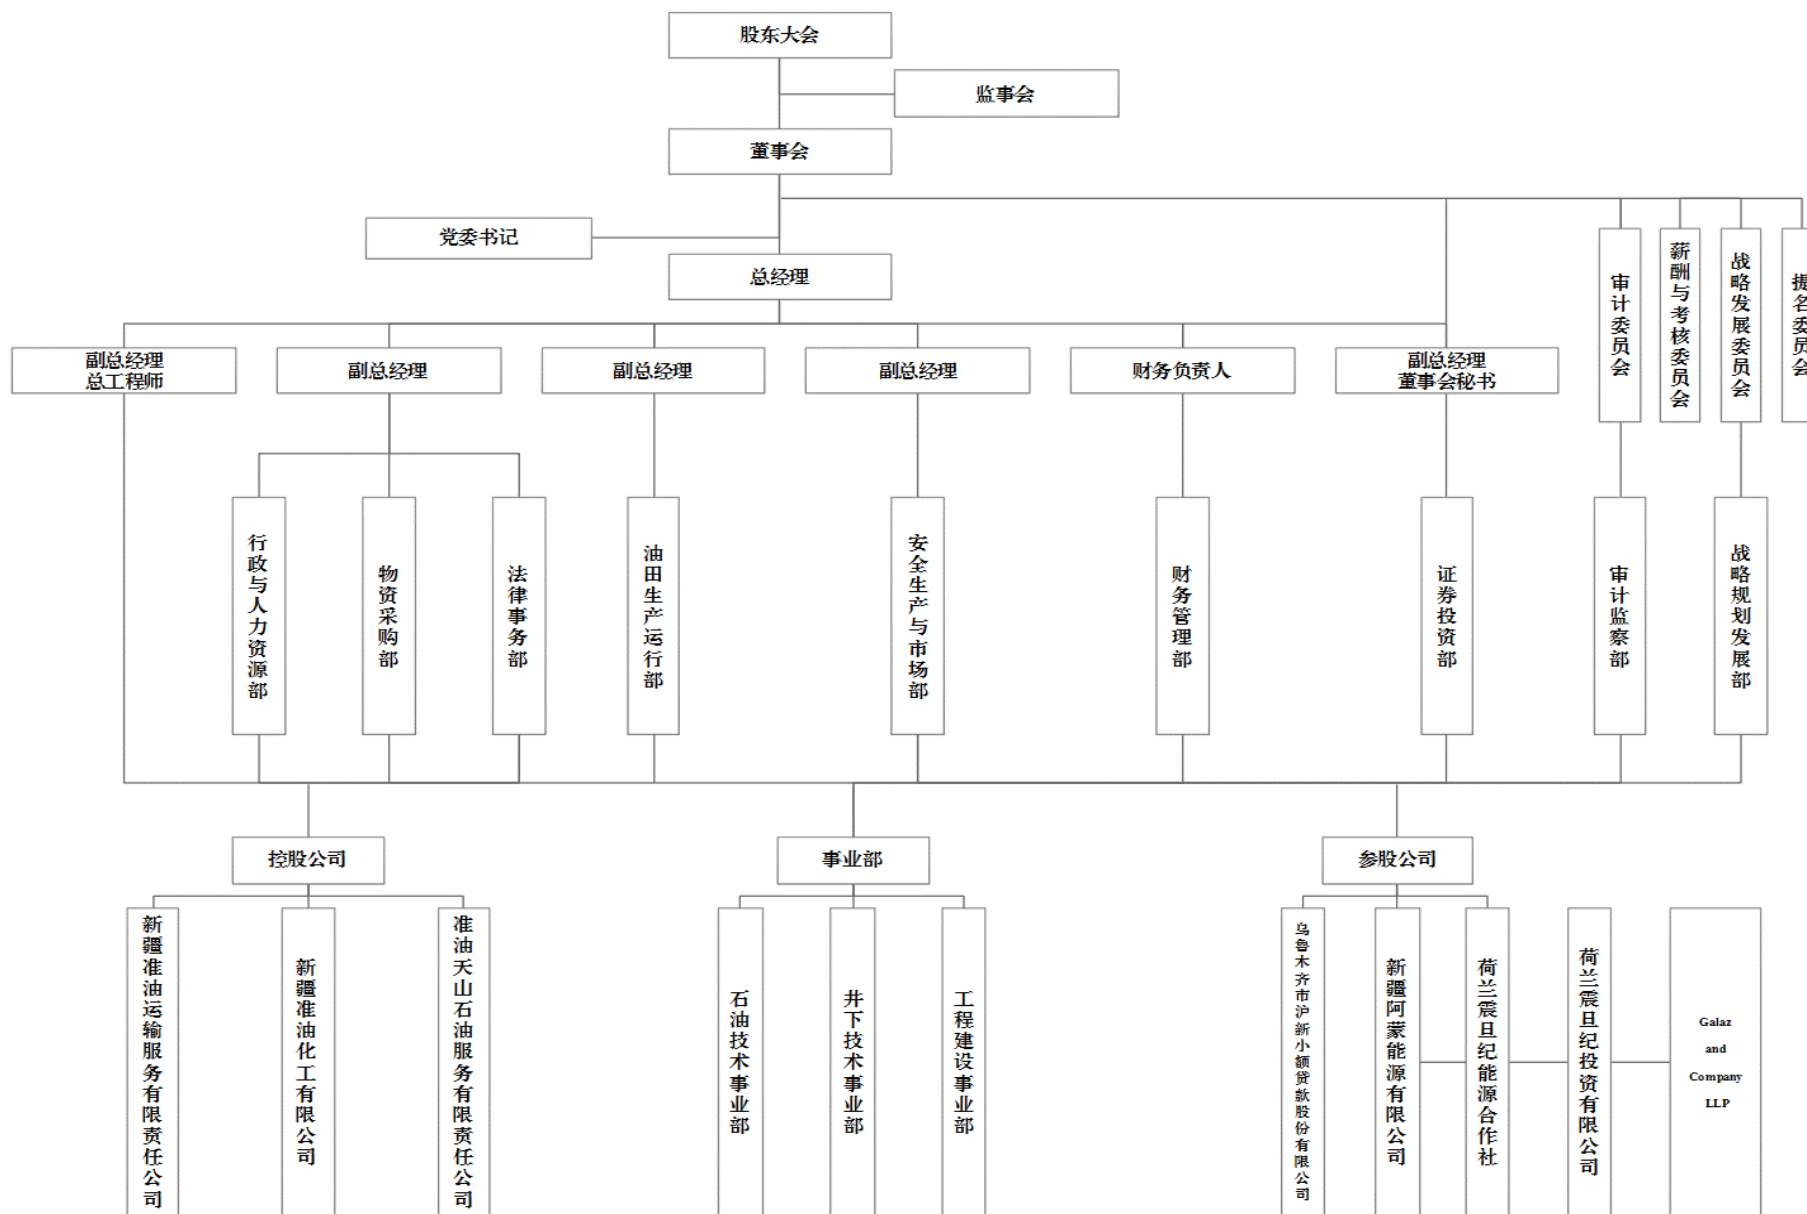 股东大会
监事会
董事会
党委书记
总经理
副总经理
总工程师
副总经理
副总经理
副总经理
财务负责人
副总经理
董事会秘书
审计委员会
薪酬与考核委员会
战略发展委员会
提名委员会
行政与人力资源部
物资采购部
法律事务部
油田生产运行部
安全生产与市场部
财务管理部
证券投资部
审计监察部
战略规划发展部
控股公司
事业部
参股公司
新疆准油运输服务有限责任公司
新疆准油化工有限公司
准油天山石油服务有限责任公司
石油技术事业部
井下技术事业部
工程建设事业部
乌鲁木齐市沪新小额贷款股份有限公司
新疆阿蒙能源有限公司
荷兰震旦纪能源合作社
荷兰震旦纪投资有限公司
Galaz
and
Company
LLP